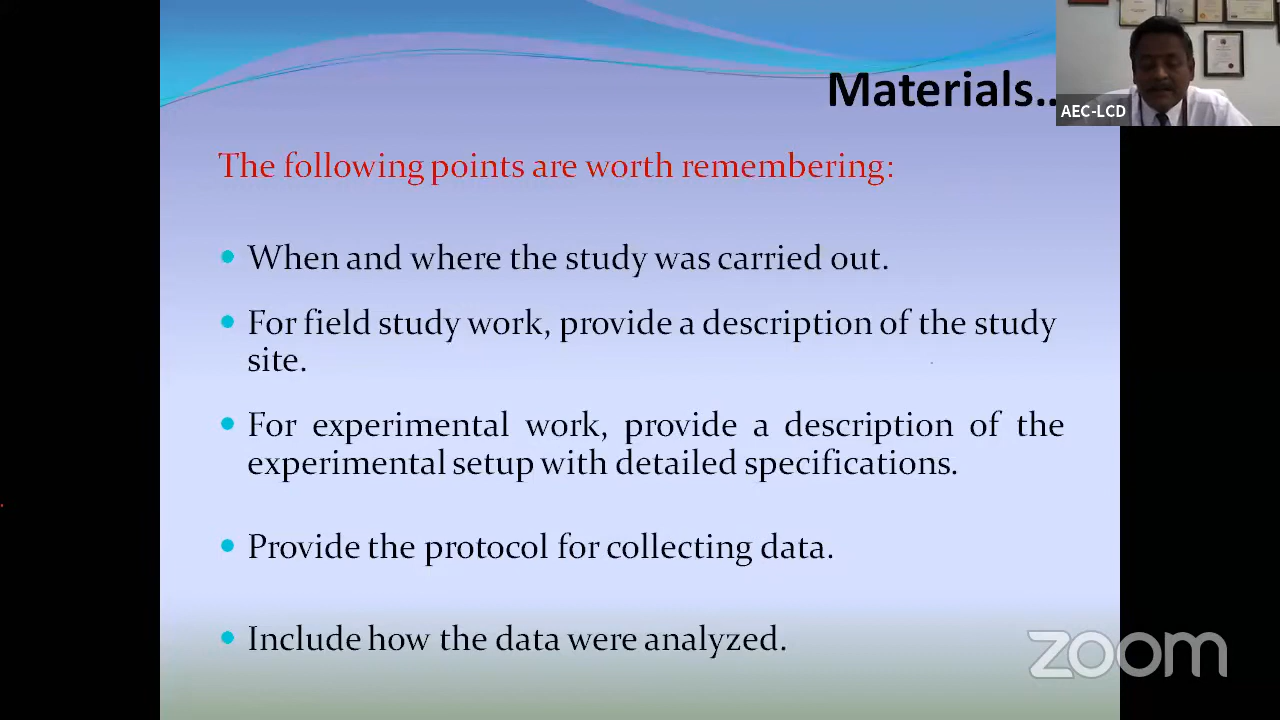 Materials..
AEC-LCD
The following points are worth remembering:
When and where the study was carried out.
For field study work, provide a description of the study
site.
For experimental work, provide a description of the
experimental setup with detailed specifications.
Provide the protocol for collecting data.
Include how the data were analyzed.
zoom